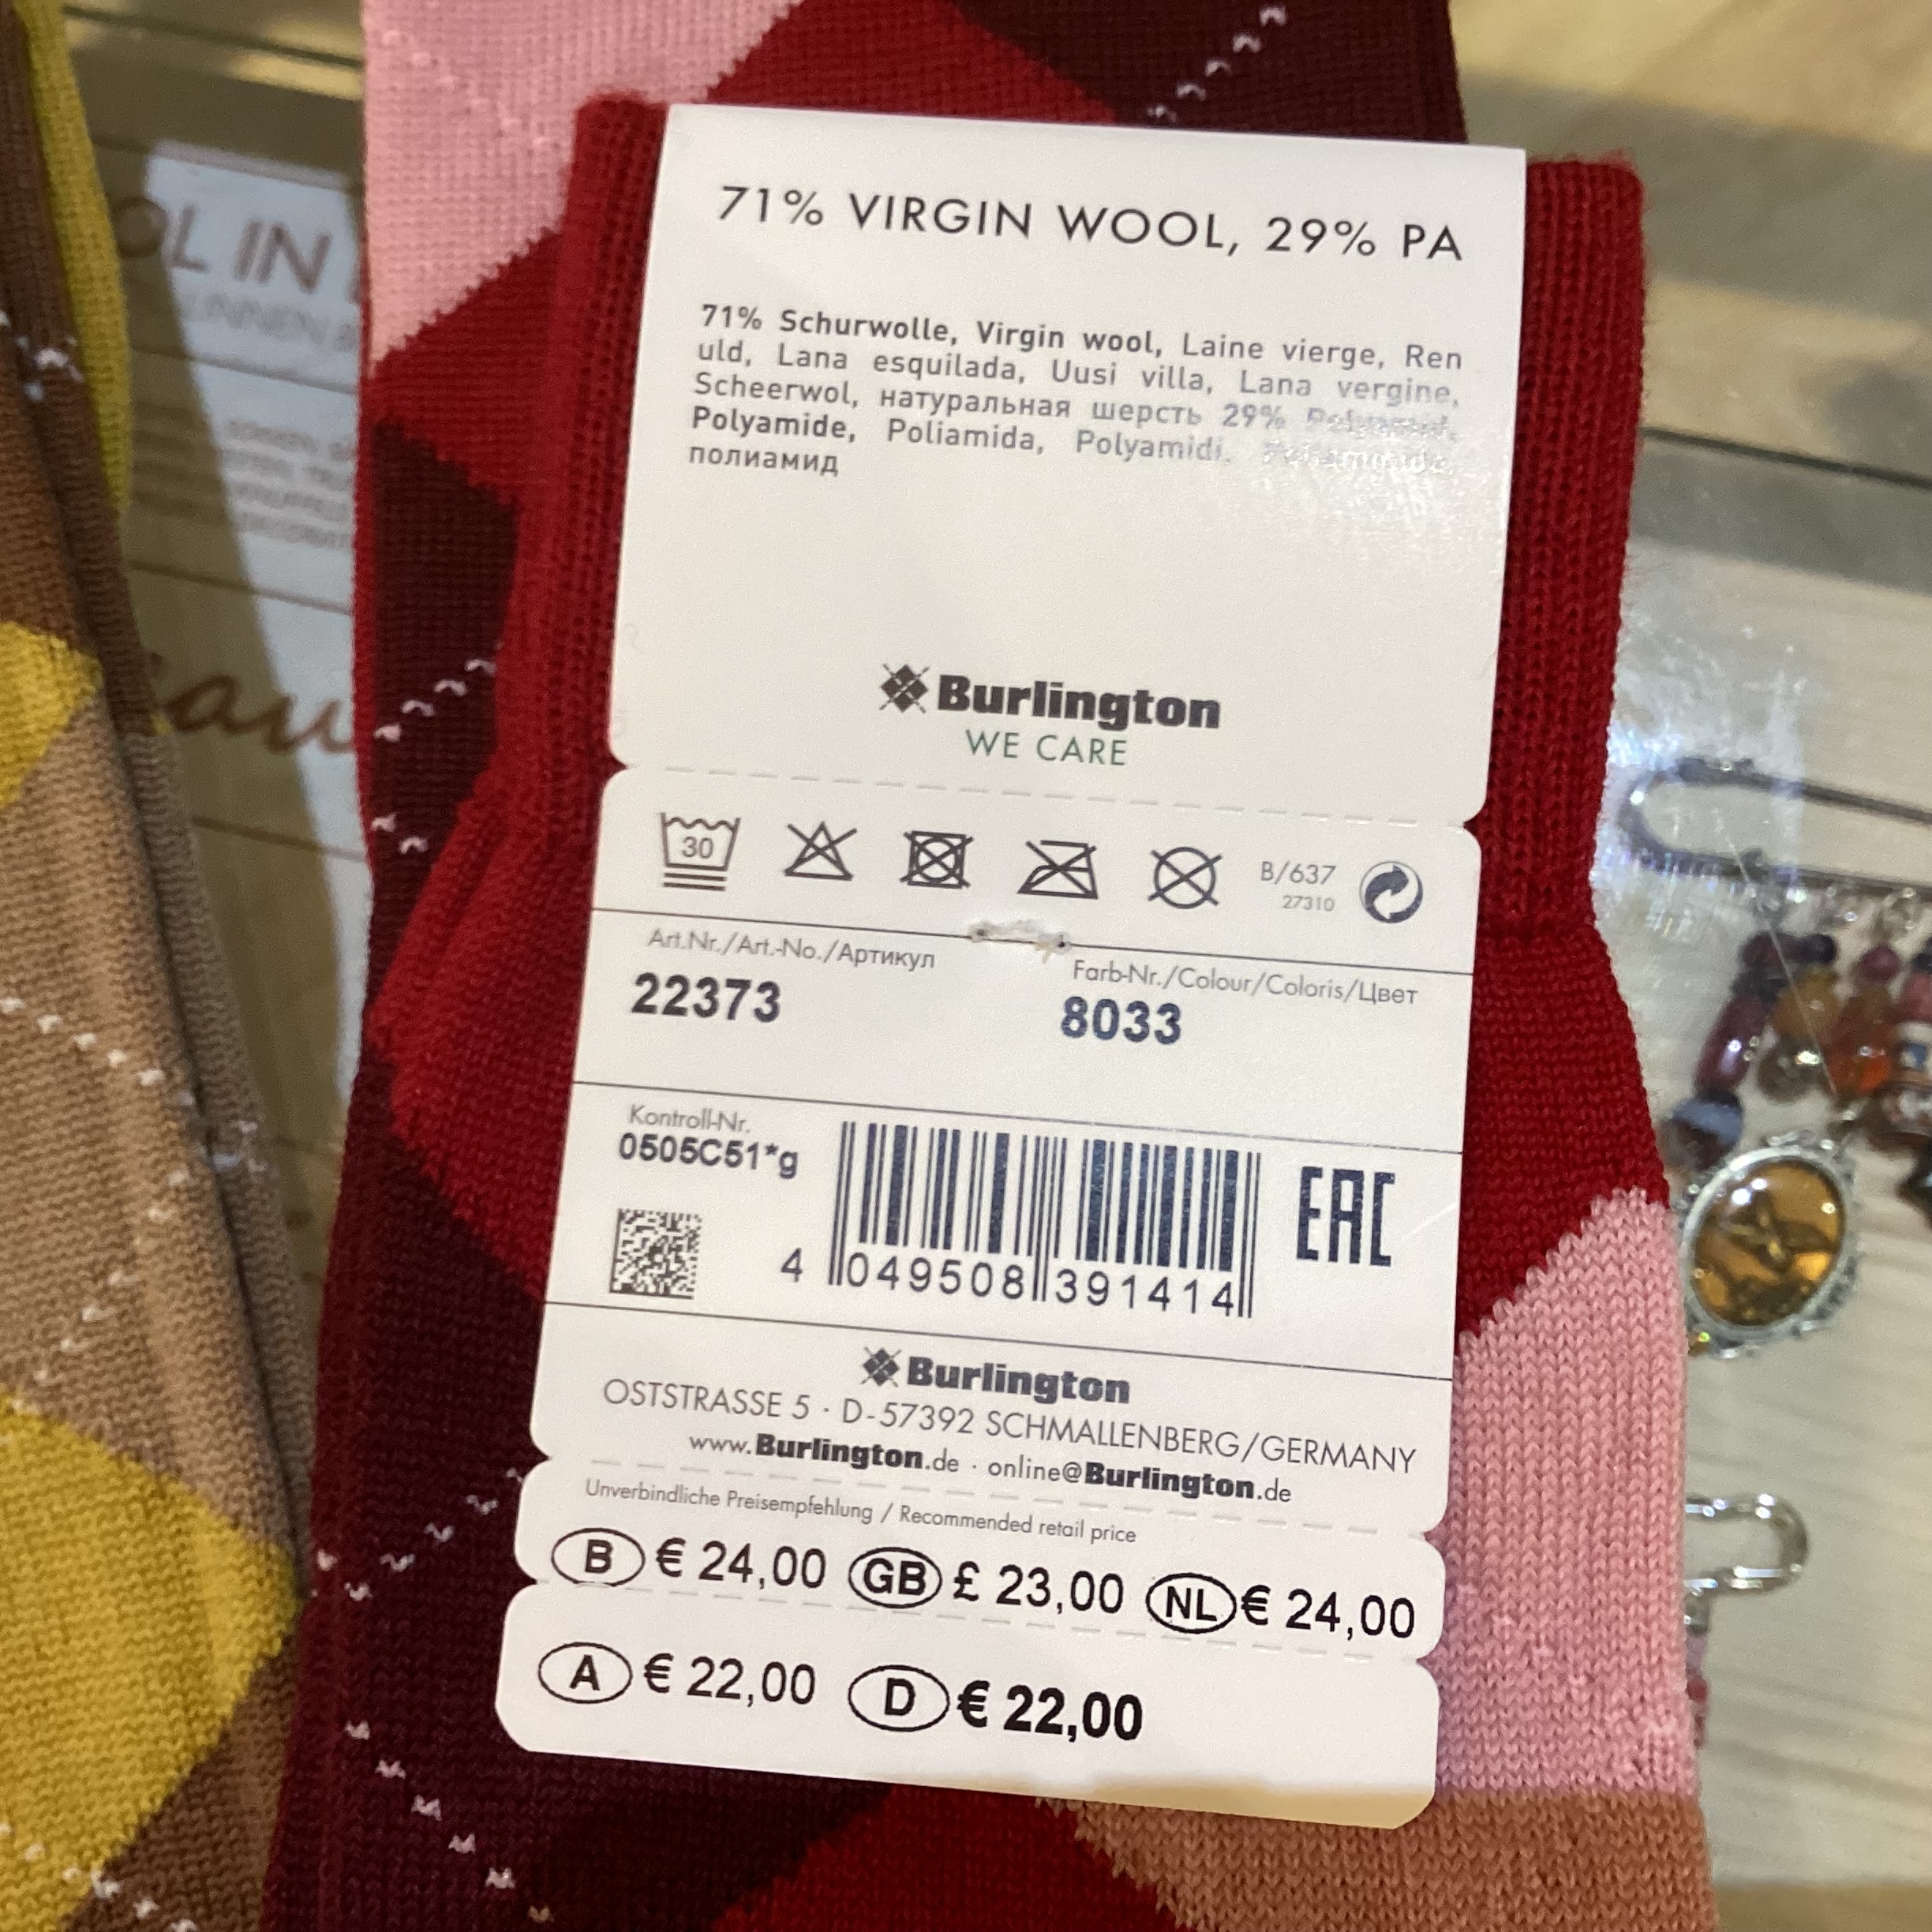 71% VIRGIN WOOL, 29% PA
71% Schurwolle, Virgin wool, Laine vierge, Ren
uld, Lana esquilada, Uusi villa, Lana vergine,
Scheerwol, натуральная шерсть 29% Polyamid,
Polyamide, Poliamida, Polyamidi,
полиамид
Burlington
WE CARE
30
B/637
27310
Art.Nr./Art.-No./Артикул
22373
Farb-Nr./Colour/Coloris/Цвет
8033
Kontroll-Nr.
0505C51*g
4 049508 391414
EAC
Burlington
OSTSTRASSE 5 · D-57392 SCHMALLENBERG/GERMANY
www.Burlington.de · online@Burlington.de
Unverbindliche Preisempfehlung / Recommended retail price
B € 24,00 GB £ 23,00 NL € 24,00
A € 22,00 D € 22,00
IN